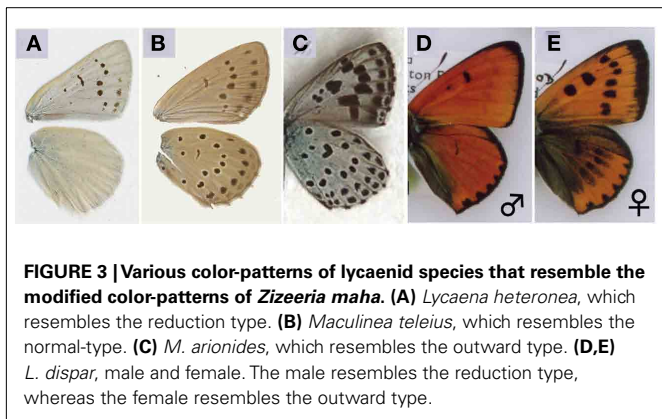 A B C D E
a
ton P
ts
♂ ♀
FIGURE 3 | Various color-patterns of lycaenid species that resemble the
modified color-patterns of Zizeeria maha. (A) Lycaena heteronea, which
resembles the reduction type. (B) Maculinea teleius, which resembles the
normal-type. (C) M. arionides, which resembles the outward type. (D,E)
L. dispar, male and female. The male resembles the reduction type,
whereas the female resembles the outward type.